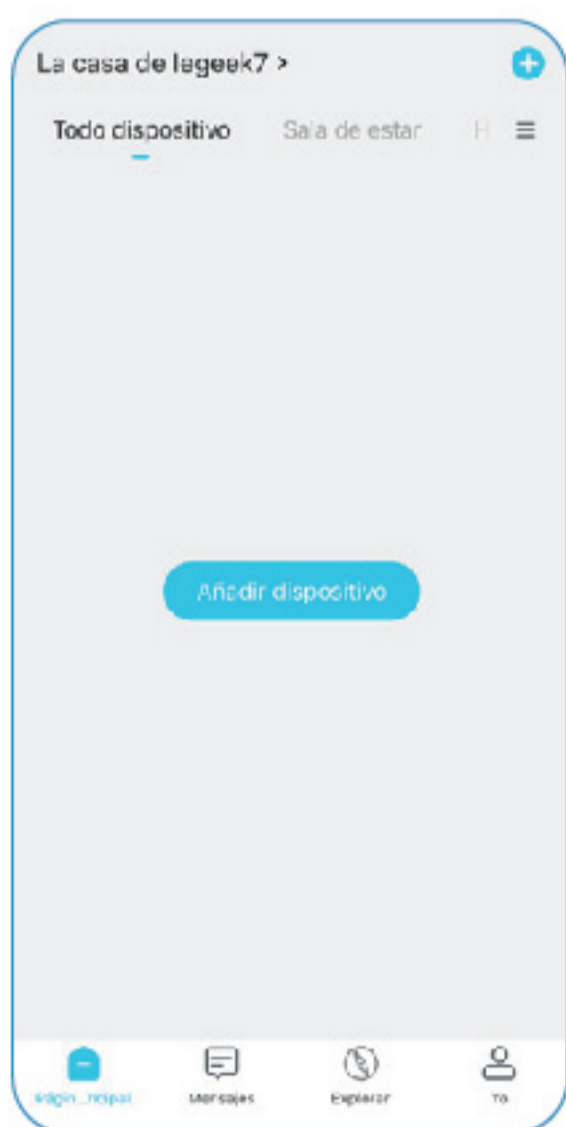 La casa de legeek7 >
Todo dispositivo Sala de estar H
Añadir dispositivo
Mensajes Explorar Yo